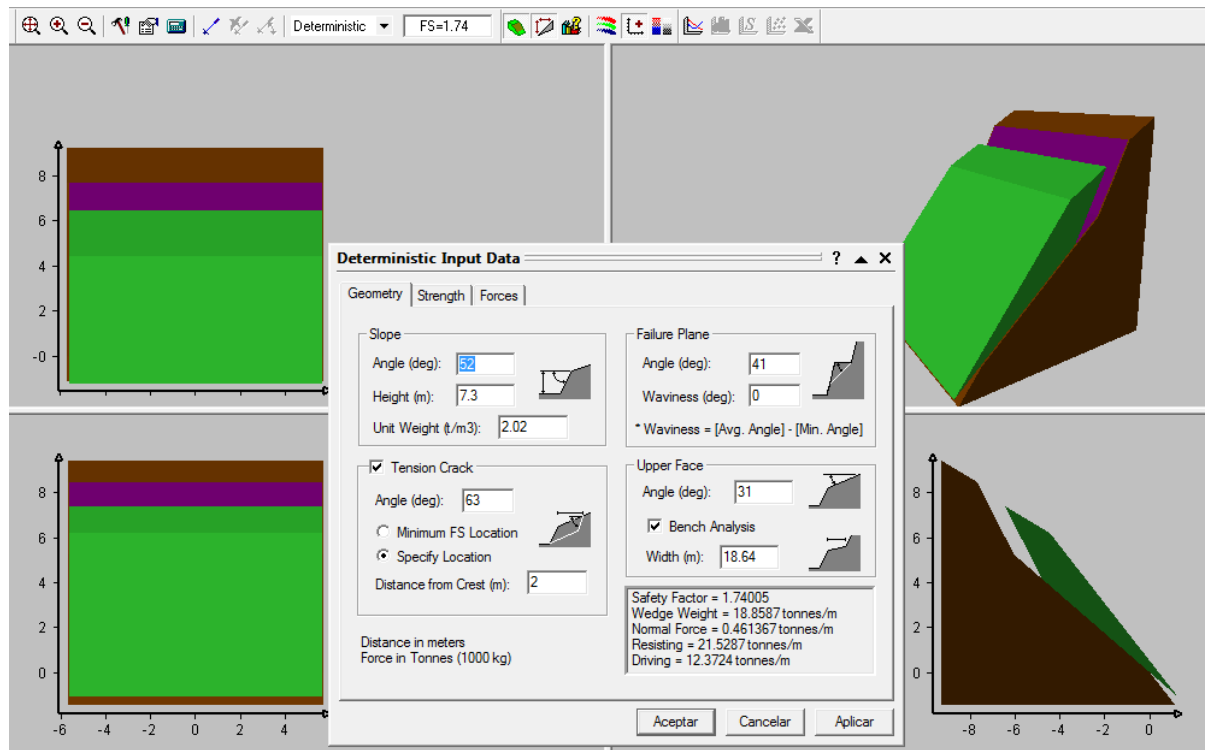 Deterministic FS=1.74
8
6
4
2
-0
Deterministic Input Data ?
Geometry Strength Forces
Slope
Angle (deg): 52
Height (m): 7.3
Unit Weight (t/m3): 2.02
Failure Plane
Angle (deg): 41
Waviness (deg): 0
* Waviness = [Avg. Angle] - [Min. Angle]
Tension Crack
Angle (deg): 63
Minimum FS Location
Specify Location
Distance from Crest (m): 2
Upper Face
Angle (deg): 31
Bench Analysis
Width (m): 18.64
Distance in meters
Force in Tonnes (1000 kg)
Safety Factor = 1.74005
Wedge Weight = 18.8587 tonnes/m
Normal Force = 0.461367 tonnes/m
Resisting = 21.5287 tonnes/m
Driving = 12.3724 tonnes/m
Aceptar Cancelar Aplicar
8
6
4
2
0
-6 -4 -2 0 2 4
8
6
4
2
0
-8 -6 -4 -2 0